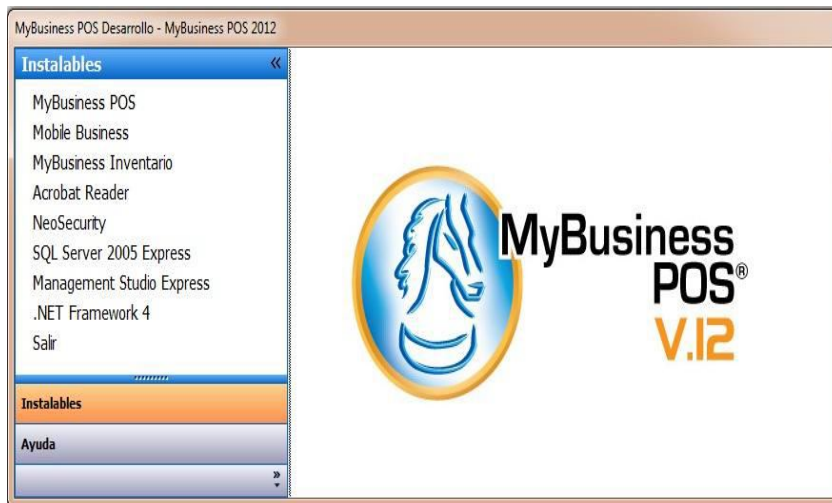 MyBusiness POS Desarrollo - MyBusiness POS 2012
Instalables
MyBusiness POS
Mobile Business
MyBusiness Inventario
Acrobat Reader
NeoSecurity
SQL Server 2005 Express
Management Studio Express
.NET Framework 4
Salir
Instalables
Ayuda
MyBusiness
POS®
V.12